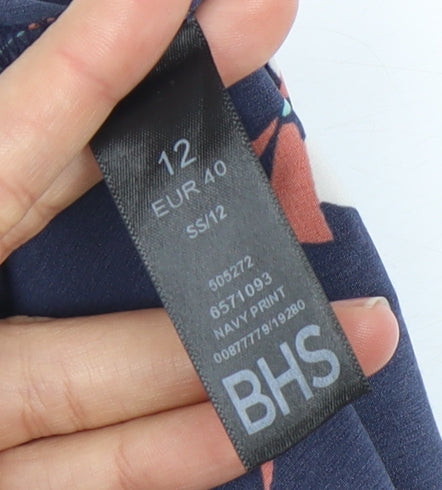 12
EUR 40
SS/12
505272
6571093
NAVY PRINT
00877779/19280
BHS